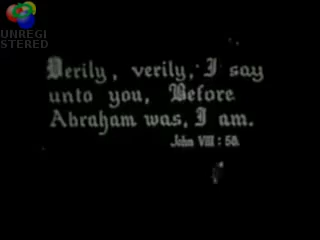 UNREGI
STERED
Verily, verily, I say
unto you, Before
Abraham was, I am.
John VIII : 58.